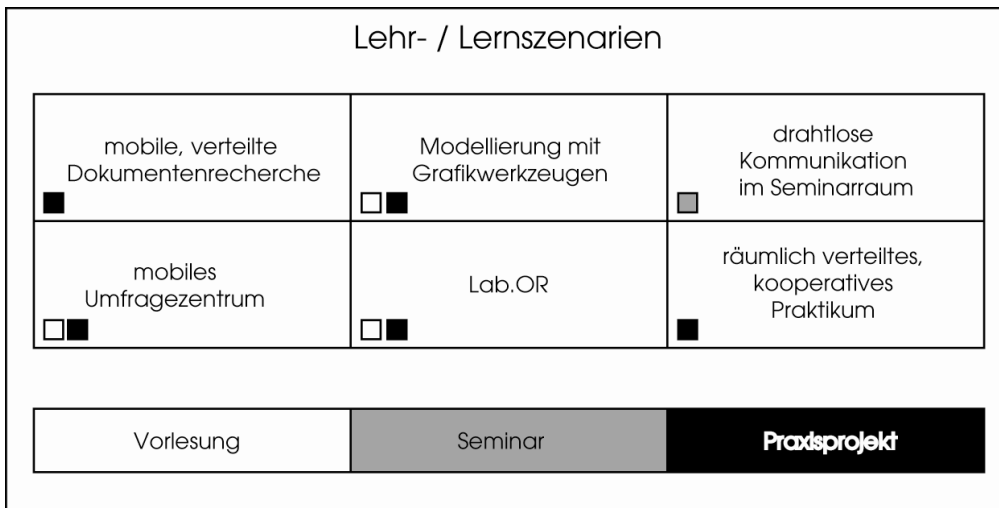 Lehr- / Lernszenarien
mobile, verteilte
Dokumentenrecherche
Modellierung mit
Grafikwerkzeugen
drahtlose
Kommunikation
im Seminarraum
mobiles
Umfragezentrum
Lab.OR
räumlich verteiltes,
kooperatives
Praktikum
Vorlesung
Seminar
Praxisprojekt